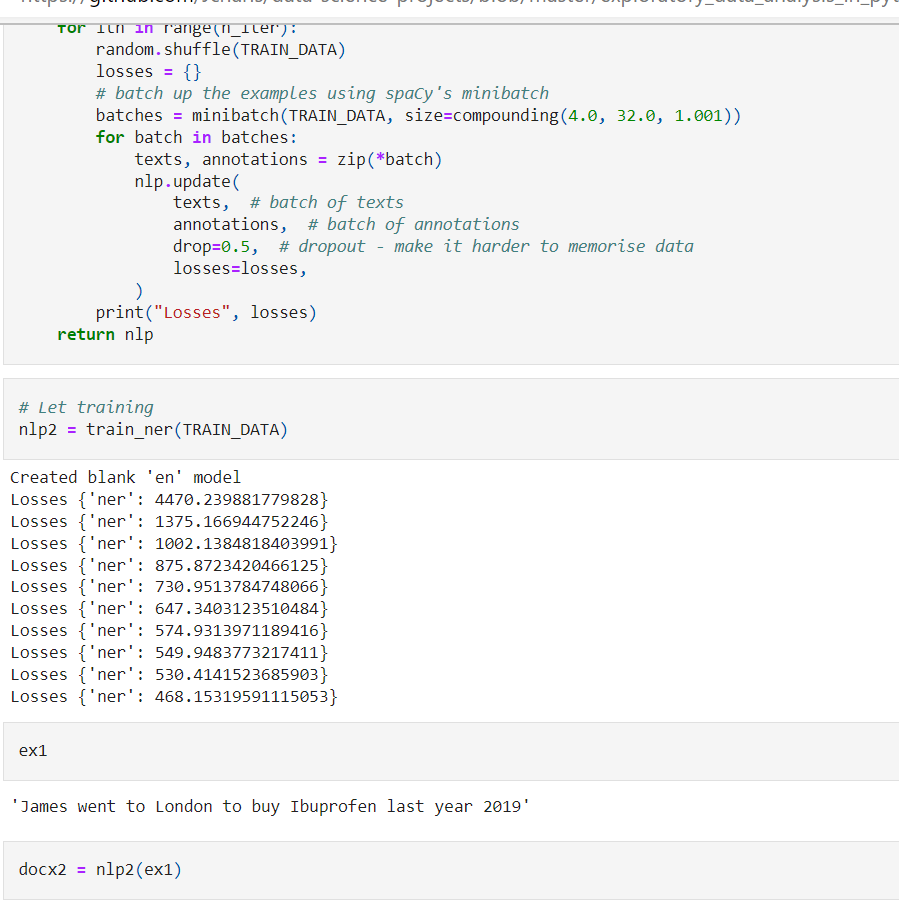 for itn in range(n_iter):
random.shuffle(TRAIN_DATA)
losses = {}
# batch up the examples using spaCy's minibatch
batches = minibatch(TRAIN_DATA, size=compounding(4.0, 32.0, 1.001))
for batch in batches:
texts, annotations = zip(*batch)
nlp.update(
texts,  # batch of texts
annotations,  # batch of annotations
drop=0.5,  # dropout - make it harder to memorise data
losses=losses,
)
print("Losses", losses)
return nlp
# Let training
nlp2 = train_ner(TRAIN_DATA)
Created blank 'en' model
Losses {'ner': 4470.239881779828}
Losses {'ner': 1375.166944752246}
Losses {'ner': 1002.1384818403991}
Losses {'ner': 875.8723420466125}
Losses {'ner': 730.9513784748066}
Losses {'ner': 647.3403123510484}
Losses {'ner': 574.9313971189416}
Losses {'ner': 549.9483773217411}
Losses {'ner': 530.4141523685903}
Losses {'ner': 468.15319591115053}
ex1
'James went to London to buy Ibuprofen last year 2019'
docx2 = nlp2(ex1)